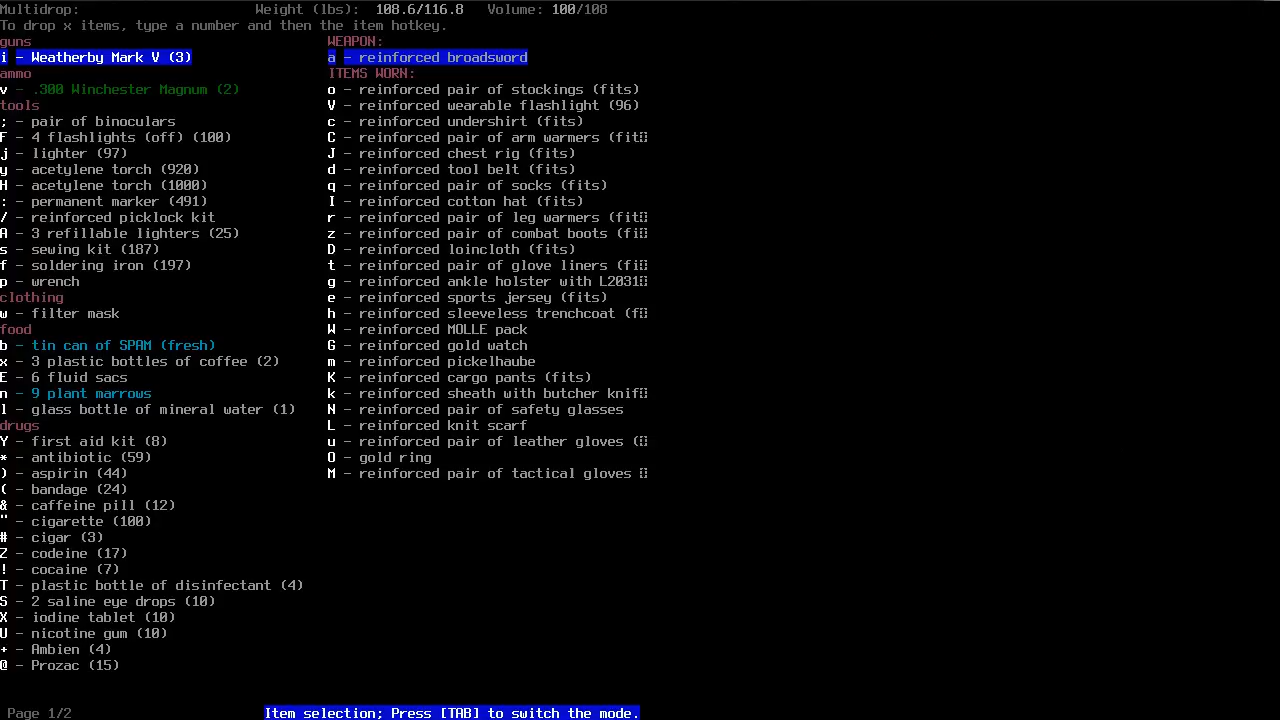 Multidrop: Weight (lbs): 108.6/116.8 Volume: 100/108
To drop x items, type a number and then the item hotkey.
guns
i - Weatherby Mark V (3)
ammo
v - .300 Winchester Magnum (2)
tools
; - pair of binoculars
F - 4 flashlights (off) (100)
j - lighter (97)
y - acetylene torch (920)
H - acetylene torch (1000)
: - permanent marker (491)
/ - reinforced picklock kit
A - 3 refillable lighters (25)
s - sewing kit (187)
f - soldering iron (197)
p - wrench
clothing
w - filter mask
food
b - tin can of SPAM (fresh)
x - 3 plastic bottles of coffee (2)
E - 6 fluid sacs
n - 9 plant marrows
l - glass bottle of mineral water (1)
drugs
Y - first aid kit (8)
* - antibiotic (59)
) - aspirin (44)
( - bandage (24)
& - caffeine pill (12)
" - cigarette (100)
# - cigar (3)
Z - codeine (17)
! - cocaine (7)
T - plastic bottle of disinfectant (4)
S - 2 saline eye drops (10)
X - iodine tablet (10)
U - nicotine gum (10)
+ - Ambien (4)
@ - Prozac (15)
WEAPON:
a - reinforced broadsword
ITEMS WORN:
o - reinforced pair of stockings (fits)
V - reinforced wearable flashlight (96)
c - reinforced undershirt (fits)
C - reinforced pair of arm warmers (fit
J - reinforced chest rig (fits)
d - reinforced tool belt (fits)
q - reinforced pair of socks (fits)
I - reinforced cotton hat (fits)
r - reinforced pair of leg warmers (fit
z - reinforced pair of combat boots (fi
D - reinforced loincloth (fits)
t - reinforced pair of glove liners (fi
g - reinforced ankle holster with L2031
e - reinforced sports jersey (fits)
h - reinforced sleeveless trenchcoat (f
W - reinforced MOLLE pack
G - reinforced gold watch
m - reinforced pickelhaube
K - reinforced cargo pants (fits)
k - reinforced sheath with butcher knif
N - reinforced pair of safety glasses
L - reinforced knit scarf
u - reinforced pair of leather gloves (
O - gold ring
M - reinforced pair of tactical gloves
Page 1/2 Item selection; Press [TAB] to switch the mode.